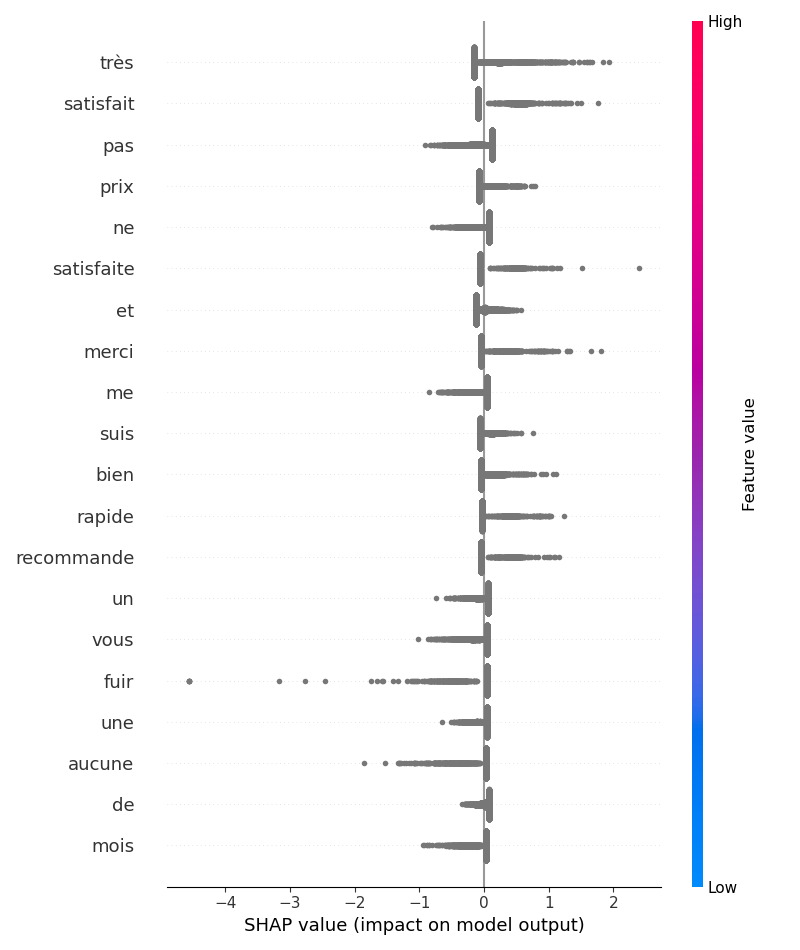 High
très
satisfait
pas
prix
ne
satisfaite
et
merci
me
suis
bien
rapide
recommande
un
vous
fuir
une
aucune
de
mois
Feature value
Low
−4 −3 −2 −1 0 1 2
SHAP value (impact on model output)